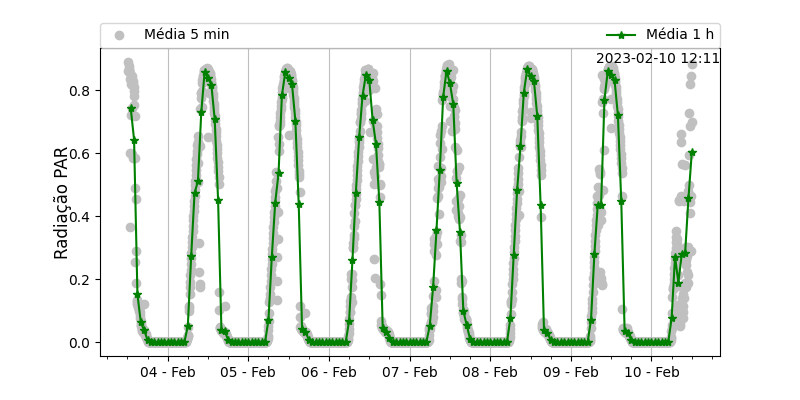 Média 5 min
Média 1 h
2023-02-10 12:11
Radiação PAR
0.8
0.6
0.4
0.2
0.0
04 - Feb
05 - Feb
06 - Feb
07 - Feb
08 - Feb
09 - Feb
10 - Feb